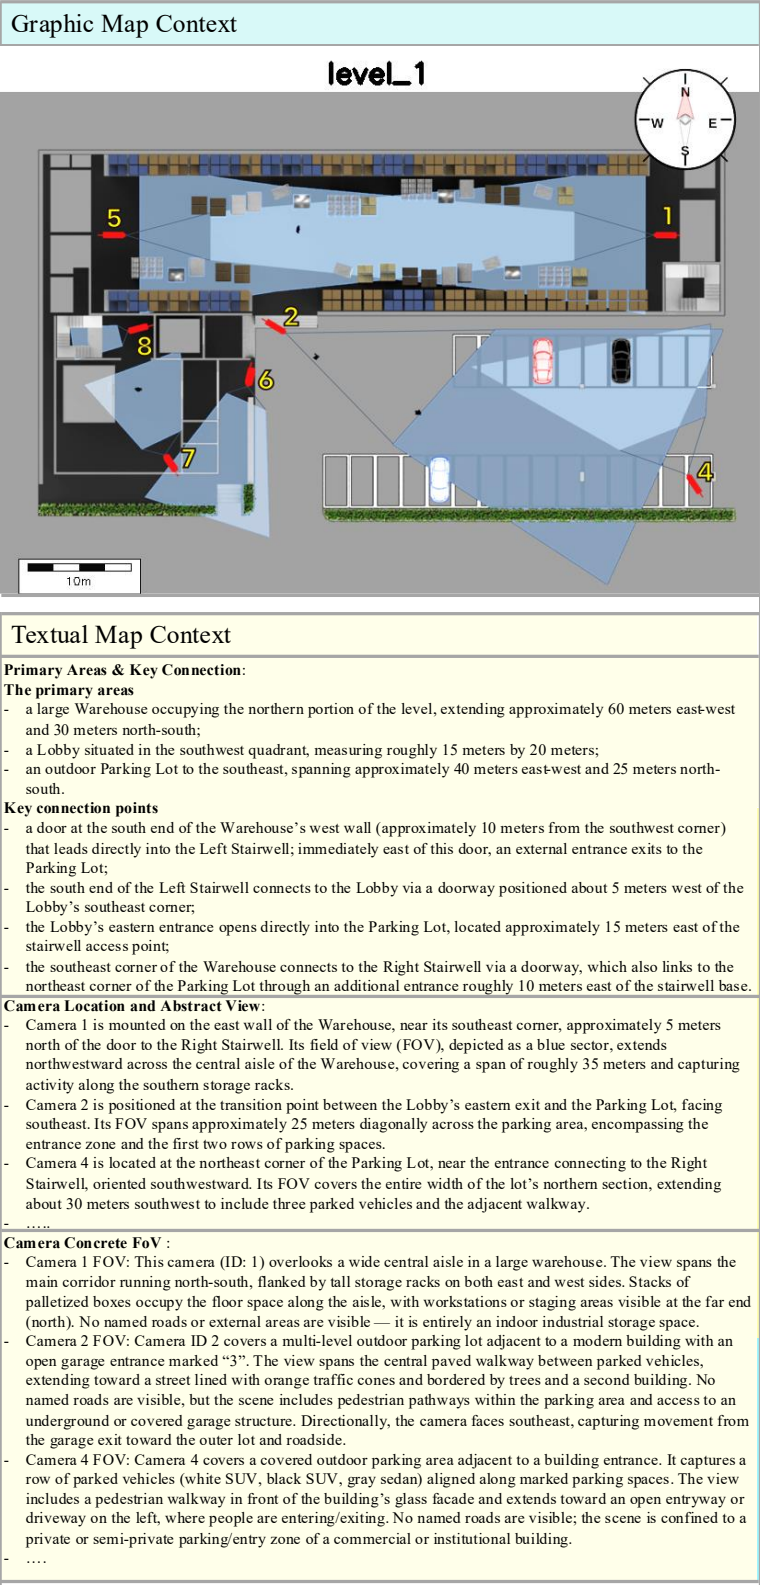 Graphic Map Context
level_1
N
W E
S
5
1
2
8
6
7
4
10m
Textual Map Context
Primary Areas & Key Connection:
The primary areas
- a large Warehouse occupying the northern portion of the level, extending approximately 60 meters east-west
and 30 meters north-south;
- a Lobby situated in the southwest quadrant, measuring roughly 15 meters by 20 meters;
- an outdoor Parking Lot to the southeast, spanning approximately 40 meters east-west and 25 meters north-
south.
Key connection points
- a door at the south end of the Warehouse's west wall (approximately 10 meters from the southwest corner)
that leads directly into the Left Stairwell; immediately east of this door, an external entrance exits to the
Parking Lot;
- the south end of the Left Stairwell connects to the Lobby via a doorway positioned about 5 meters west of the
Lobby's southeast corner;
- the Lobby's eastern entrance opens directly into the Parking Lot, located approximately 15 meters east of the
stairwell access point;
- the southeast corner of the Warehouse connects to the Right Stairwell via a doorway, which also links to the
northeast corner of the Parking Lot through an additional entrance roughly 10 meters east of the stairwell base.
Camera Location and Abstract View:
- Camera 1 is mounted on the east wall of the Warehouse, near its southeast corner, approximately 5 meters
north of the door to the Right Stairwell. Its field of view (FOV), depicted as a blue sector, extends
northwestward across the central aisle of the Warehouse, covering a span of roughly 35 meters and capturing
activity along the southern storage racks.
- Camera 2 is positioned at the transition point between the Lobby's eastern exit and the Parking Lot, facing
southeast. Its FOV spans approximately 25 meters diagonally across the parking area, encompassing the
entrance zone and the first two rows of parking spaces.
- Camera 4 is located at the northeast corner of the Parking Lot, near the entrance connecting to the Right
Stairwell, oriented southwestward. Its FOV covers the entire width of the lot's northern section, extending
about 30 meters southwest to include three parked vehicles and the adjacent walkway.
- …..
Camera Concrete FoV :
- Camera 1 FOV: This camera (ID: 1) overlooks a wide central aisle in a large warehouse. The view spans the
main corridor running north-south, flanked by tall storage racks on both east and west sides. Stacks of
palletized boxes occupy the floor space along the aisle, with workstations or staging areas visible at the far end
(north). No named roads or external areas are visible — it is entirely an indoor industrial storage space.
- Camera 2 FOV: Camera ID 2 covers a multi-level outdoor parking lot adjacent to a modern building with an
open garage entrance marked “3”. The view spans the central paved walkway between parked vehicles,
extending toward a street lined with orange traffic cones and bordered by trees and a second building. No
named roads are visible, but the scene includes pedestrian pathways within the parking area and access to an
underground or covered garage structure. Directionally, the camera faces southeast, capturing movement from
the garage exit toward the outer lot and roadside.
- Camera 4 FOV: Camera 4 covers a covered outdoor parking area adjacent to a building entrance. It captures a
row of parked vehicles (white SUV, black SUV, gray sedan) aligned along marked parking spaces. The view
includes a pedestrian walkway in front of the building's glass facade and extends toward an open entryway or
driveway on the left, where people are entering/exiting. No named roads are visible; the scene is confined to a
private or semi-private parking/entry zone of a commercial or institutional building.
- ….